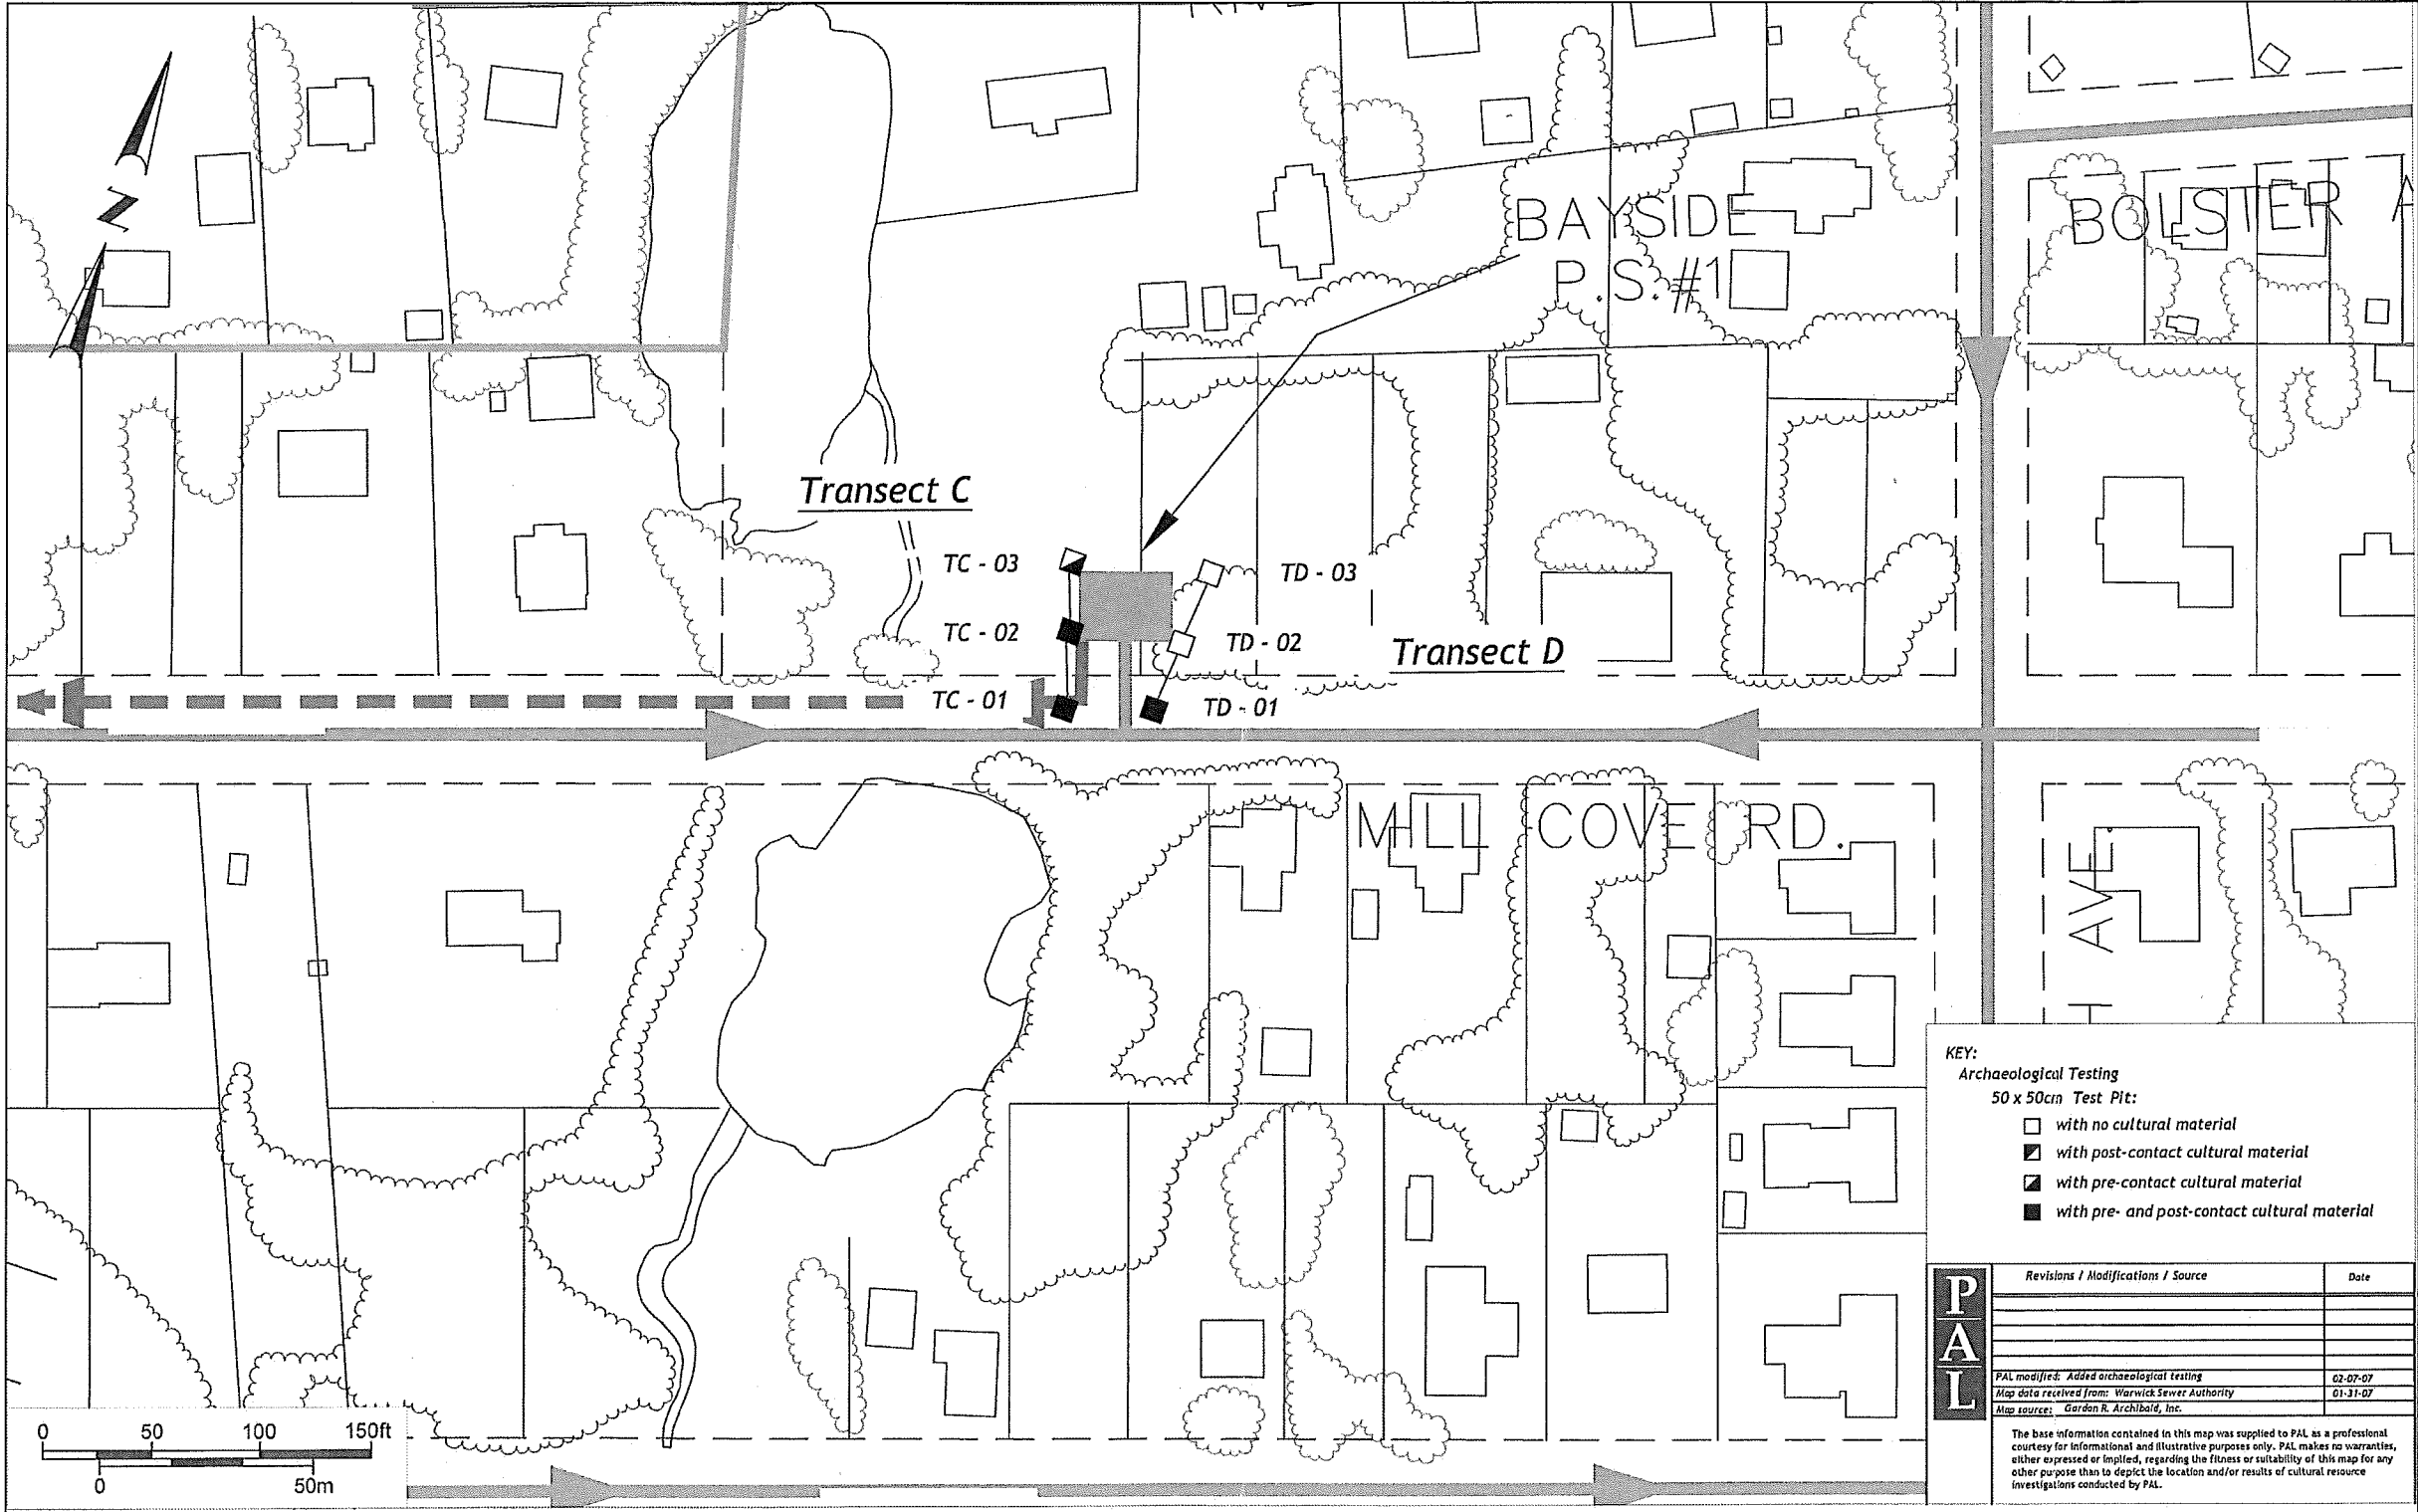 N
BAYSIDE
P.S.#1
BOLSTER A
Transect C
TC - 03
TD - 03
TC - 02
TD - 02
Transect D
TC - 01
TD - 01
MILL COVE RD.
H AVE.
KEY:
Archaeological Testing
50 x 50cm Test Pit:
with no cultural material
with post-contact cultural material
with pre-contact cultural material
with pre- and post-contact cultural material
PAL
Revisions / Modifications / Source Date
PAL modified: Added archaeological testing 02-07-07
Map data received from: Warwick Sewer Authority 01-31-07
Map source: Gordon R. Archibald, Inc.
The base information contained in this map was supplied to PAL as a professional
courtesy for informational and illustrative purposes only. PAL makes no warranties,
either expressed or implied, regarding the fitness or suitability of this map for any
other purpose than to depict the location and/or results of cultural resource
investigations conducted by PAL.
0 50 100 150ft
0 50m